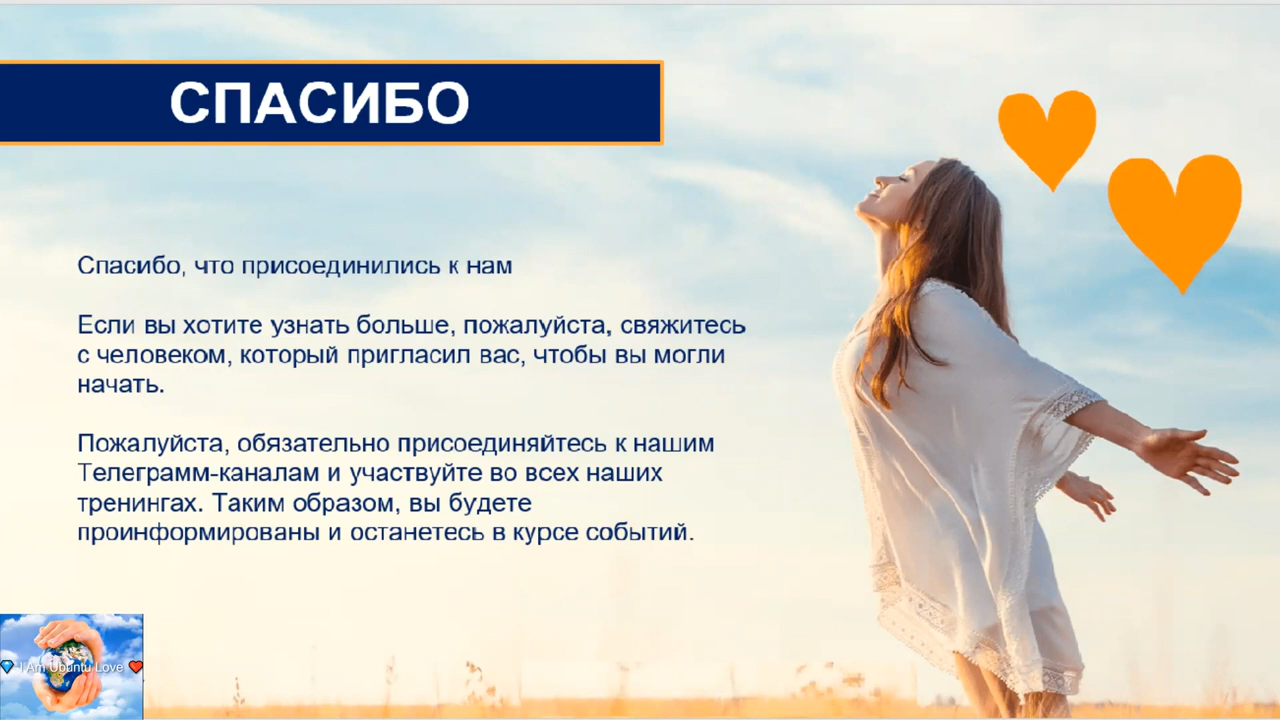 СПАСИБО
Спасибо, что присоединились к нам
Если вы хотите узнать больше, пожалуйста, свяжитесь
с человеком, который пригласил вас, чтобы вы могли
начать.
Пожалуйста, обязательно присоединяйтесь к нашим
Телеграмм-каналам и участвуйте во всех наших
тренингах. Таким образом, вы будете
проинформированы и останетесь в курсе событий.
💎 I Am Ubuntu Love ❤️